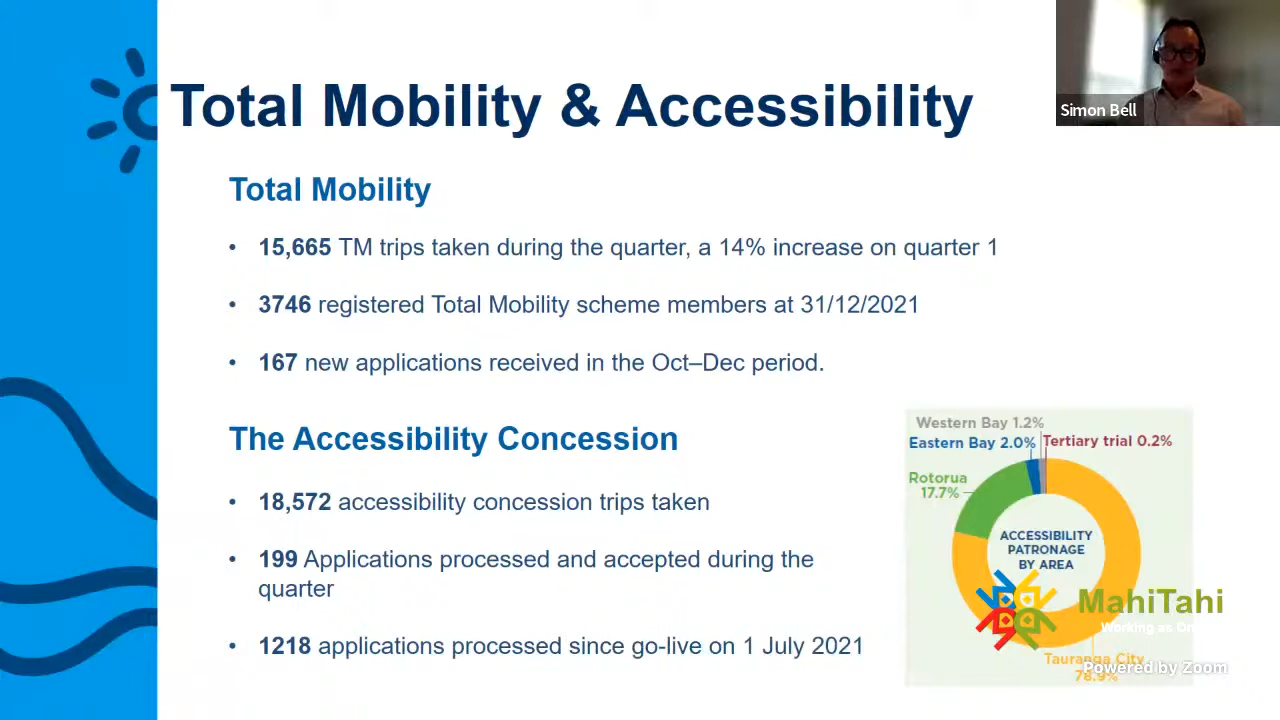 Total Mobility & Accessibility
Simon Bell
Total Mobility
• 15,665 TM trips taken during the quarter, a 14% increase on quarter 1
• 3746 registered Total Mobility scheme members at 31/12/2021
• 167 new applications received in the Oct–Dec period.
The Accessibility Concession
• 18,572 accessibility concession trips taken
• 199 Applications processed and accepted during the
quarter
• 1218 applications processed since go-live on 1 July 2021
Western Bay 1.2%
Eastern Bay 2.0%
Tertiary trial 0.2%
Rotorua
17.7%
ACCESSIBILITY
PATRONAGE
BY AREA
MahiTahi
Working as
Tauranga City
78.9%
Powered by Zoom